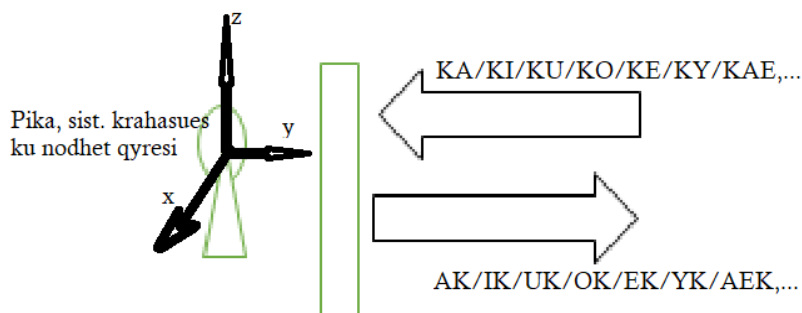 z
KA/KI/KU/KO/KE/KY/KAE,...
Pika, sist. krahasues
ku nodhet qyresi
y
x
AK/IK/UK/OK/EK/YK/AEK,...